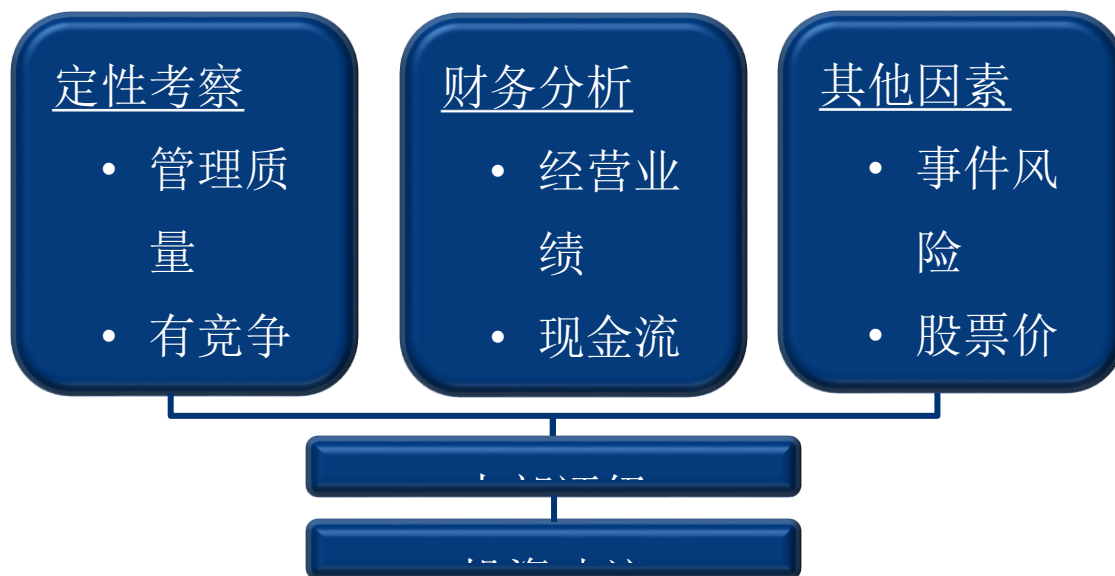 定性考察
• 管理质
量
• 有竞争
财务分析
• 经营业
绩
• 现金流
其他因素
• 事件风
险
• 股票价